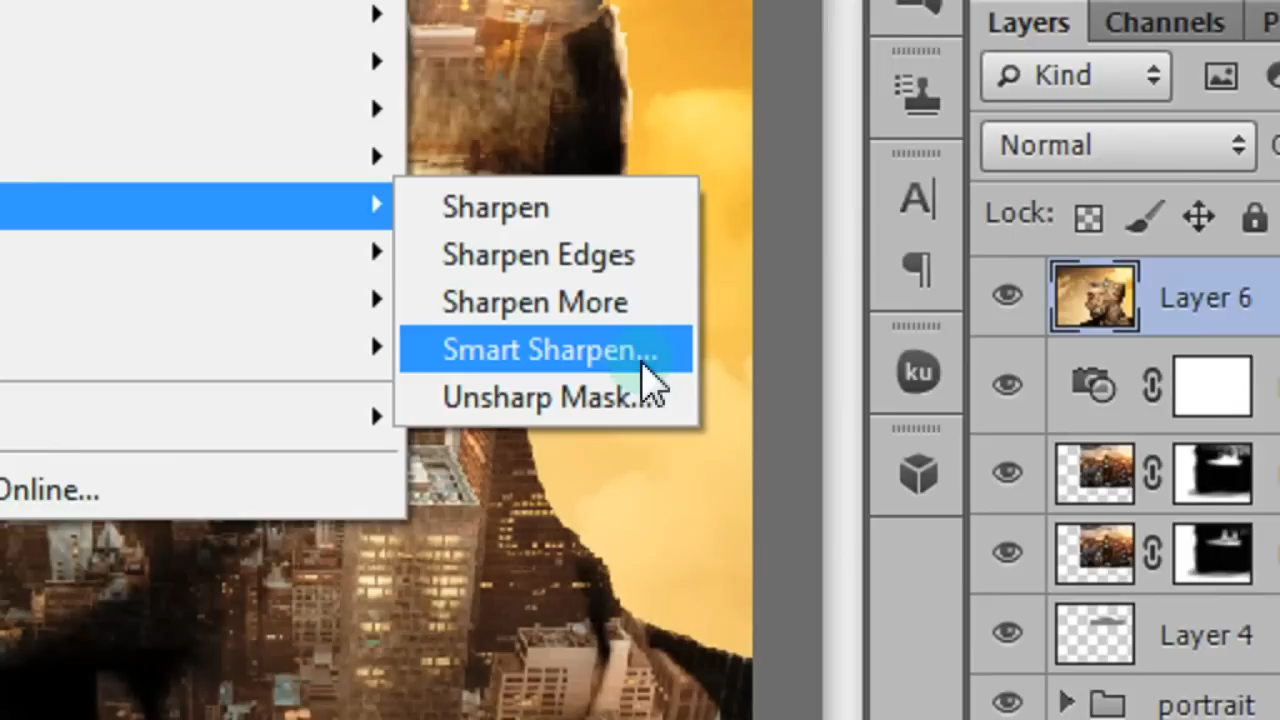 Sharpen
Sharpen Edges
Sharpen More
Smart Sharpen...
Unsharp Mask...
Online...
A
ku
Layers
Channels
P
Kind
Normal
Lock:
Layer 6
Layer 4
portrait